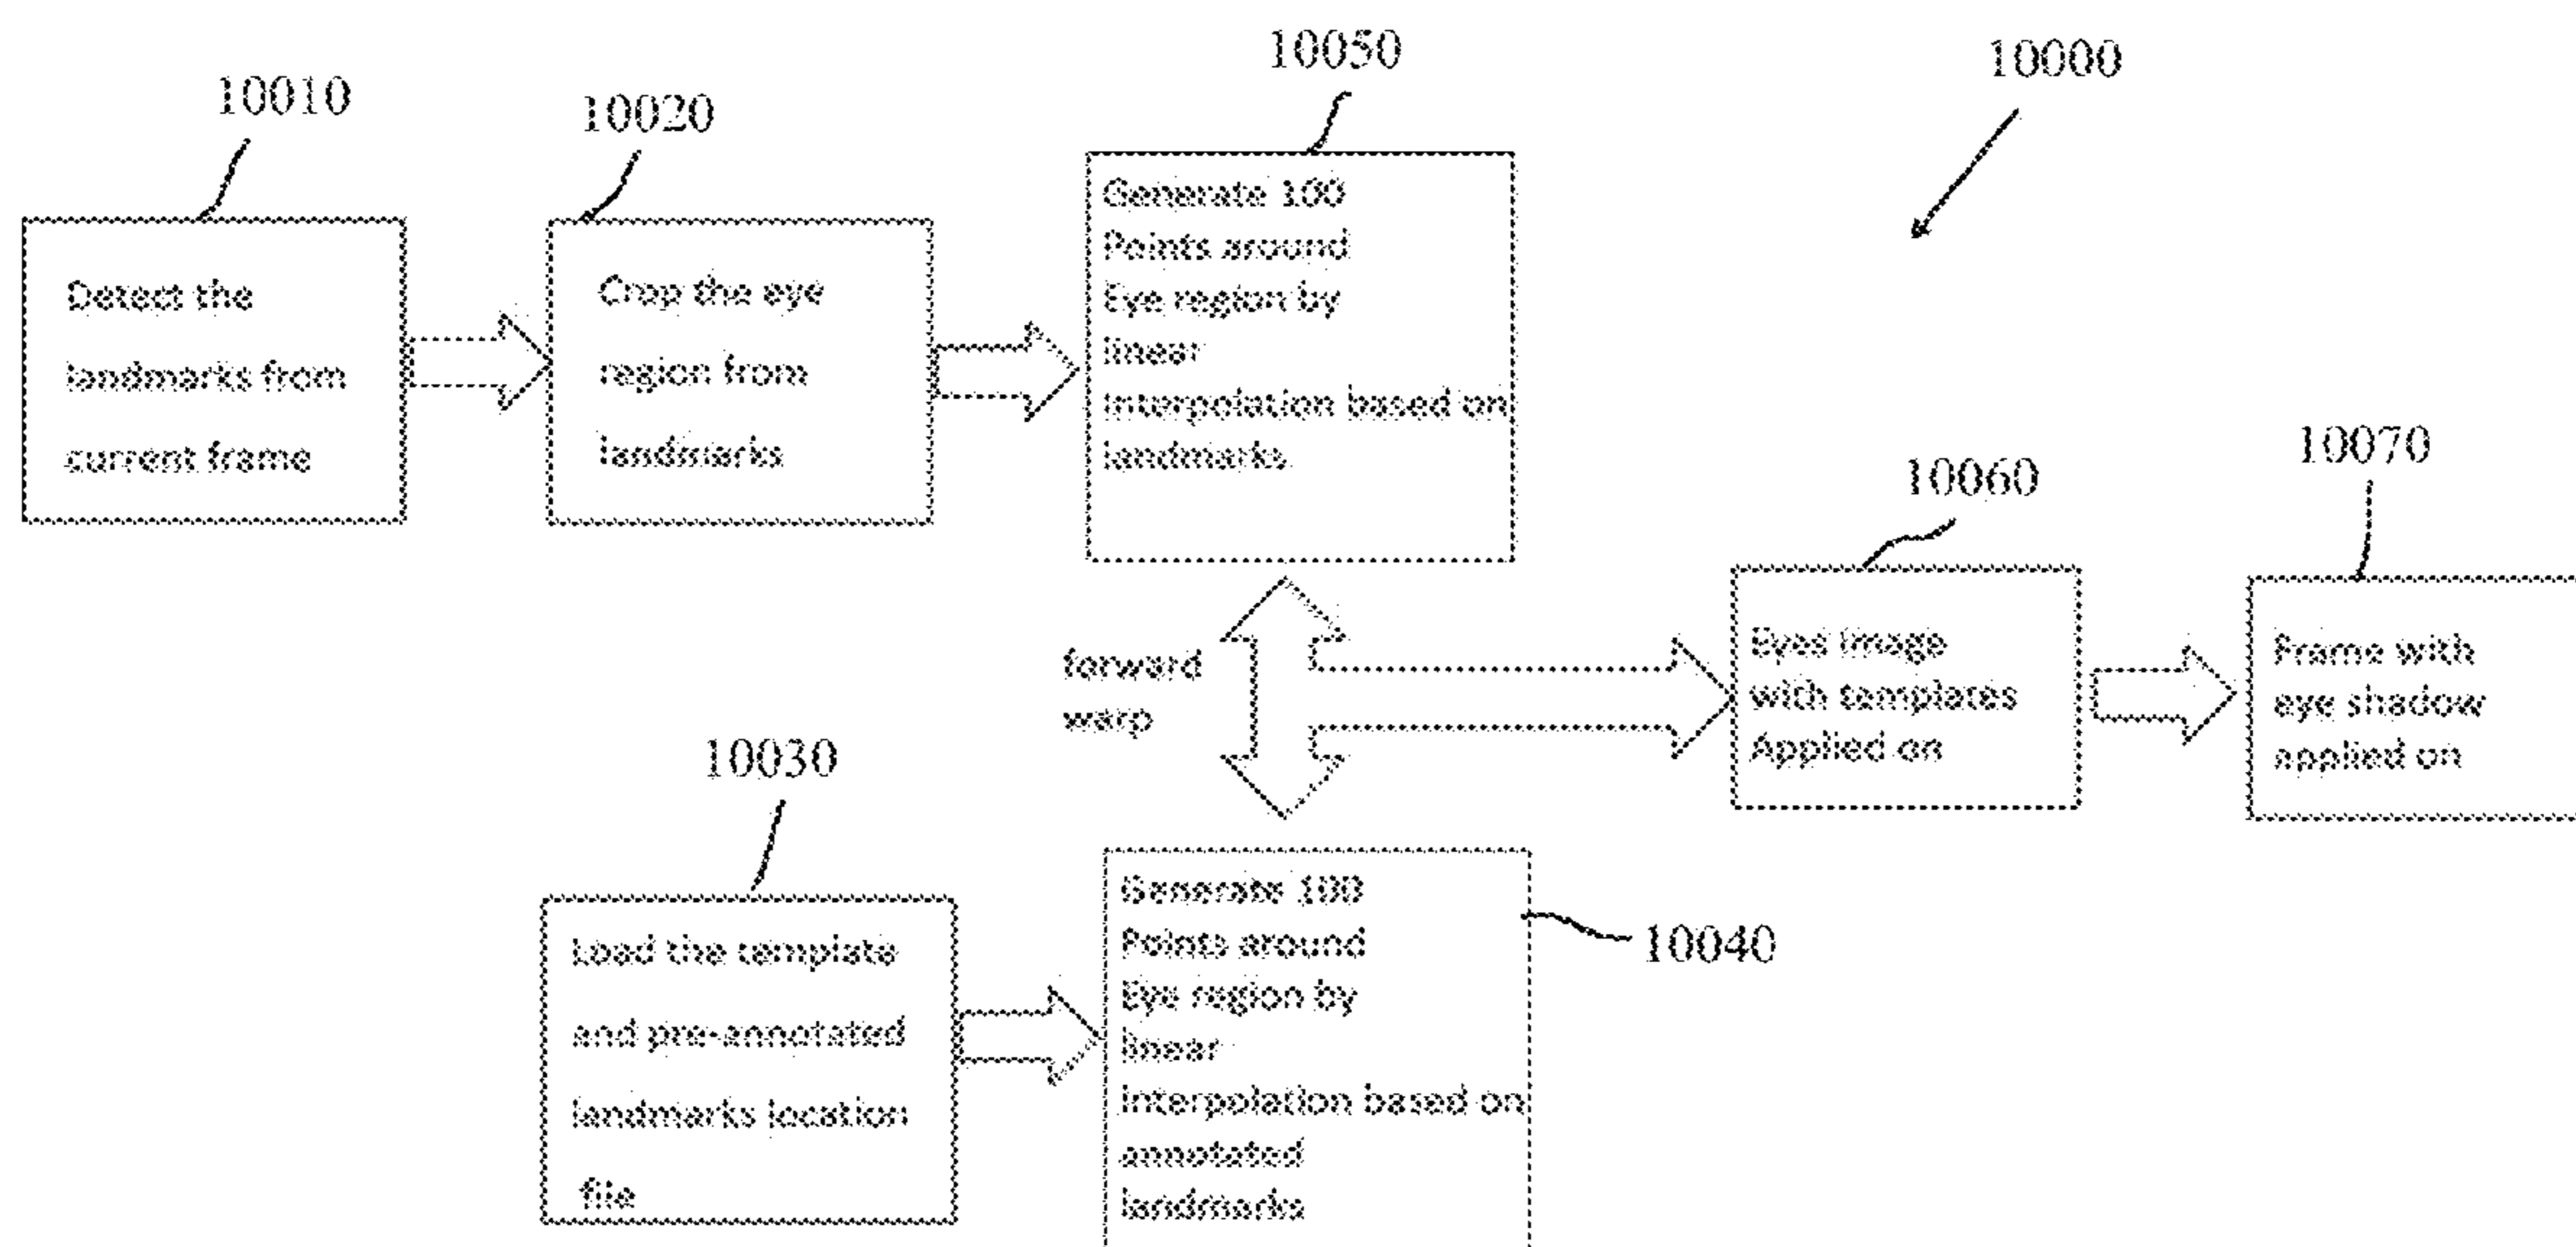 10010
10020
10050
10000
Detect the
landmarks from
current frame
Crop the eye
region from
landmarks
Generate 100
Points around
Eye region by
linear
interpolation based on
landmarks
10060
10070
forward
warp
Eyes image
with templates
Applied on
Frame with
eye shadow
applied on
10030
Load the template
and pre-annotated
landmarks location
file
10040
Generate 100
Points around
Eye region by
linear
interpolation based on
annotated
landmarks